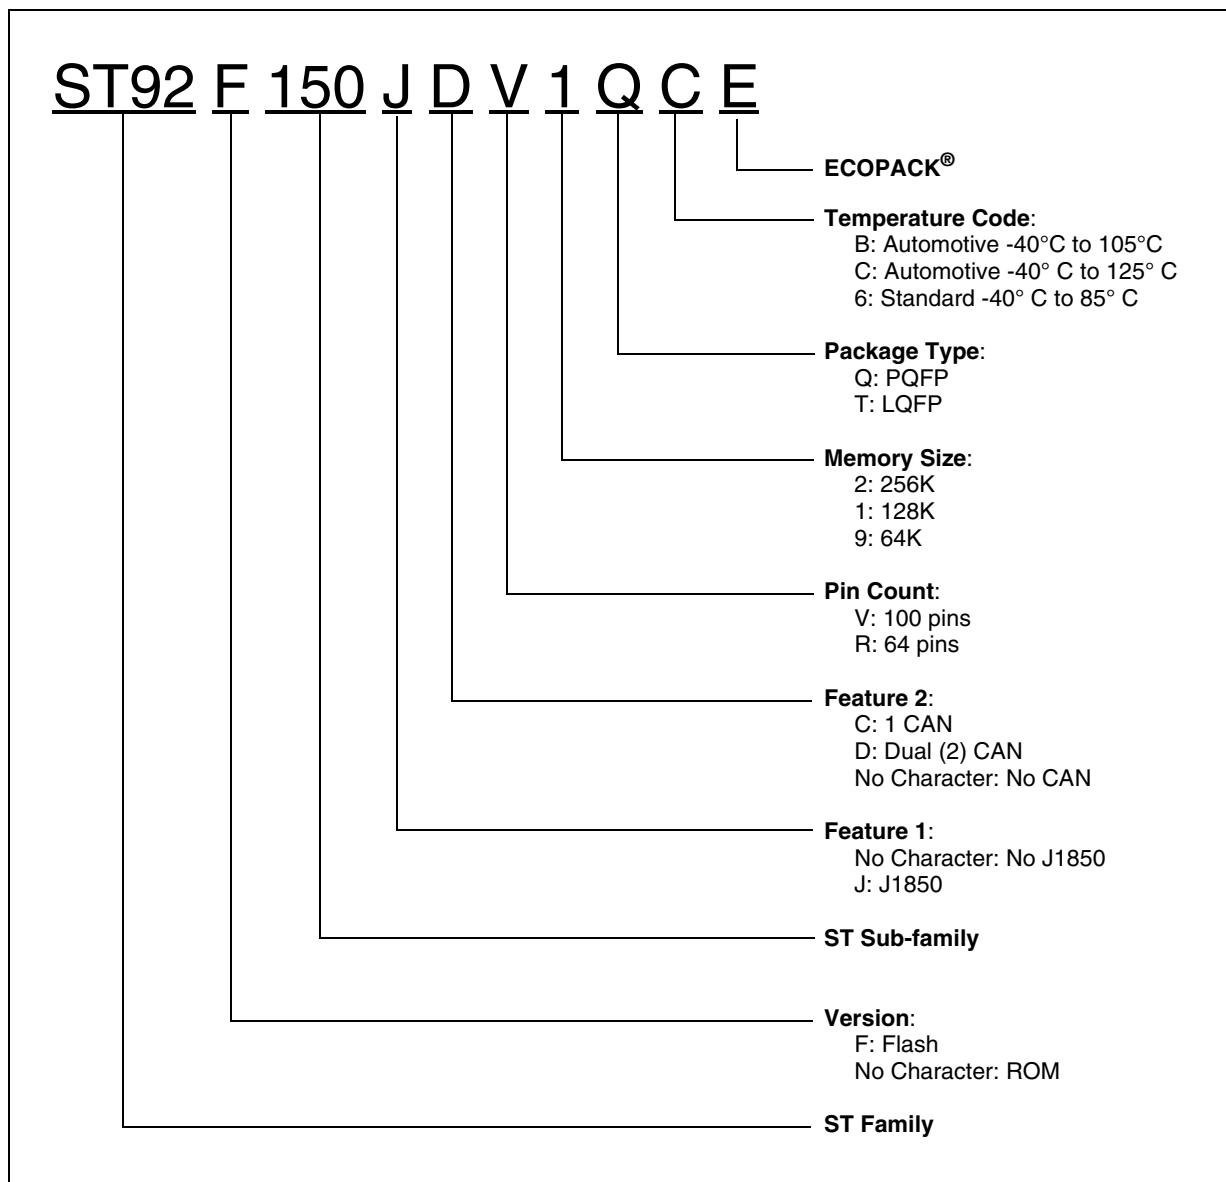 ST92 F 150 J D V 1 Q C E
ECOPACK®
Temperature Code:
B: Automotive -40°C to 105°C
C: Automotive -40° C to 125° C
6: Standard -40° C to 85° C
Package Type:
Q: PQFP
T: LQFP
Memory Size:
2: 256K
1: 128K
9: 64K
Pin Count:
V: 100 pins
R: 64 pins
Feature 2:
C: 1 CAN
D: Dual (2) CAN
No Character: No CAN
Feature 1:
No Character: No J1850
J: J1850
ST Sub-family
Version:
F: Flash
No Character: ROM
ST Family